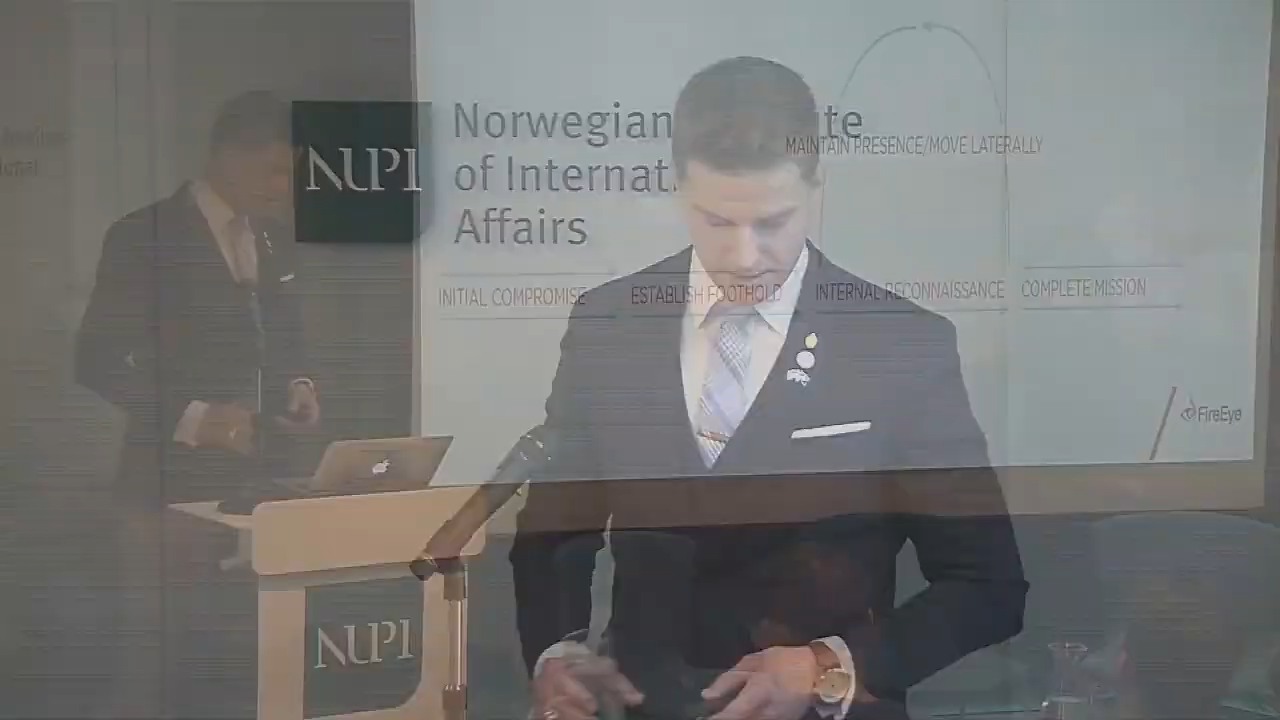 NUPI
Norwegian
of Internat
Affairs
MAINTAIN PRESENCE/MOVE LATERALLY
INITIAL COMPROMISE
ESTABLISH FOOTHOLD
INTERNAL RECONNAISSANCE
COMPLETE MISSION
FireEye
NUPI